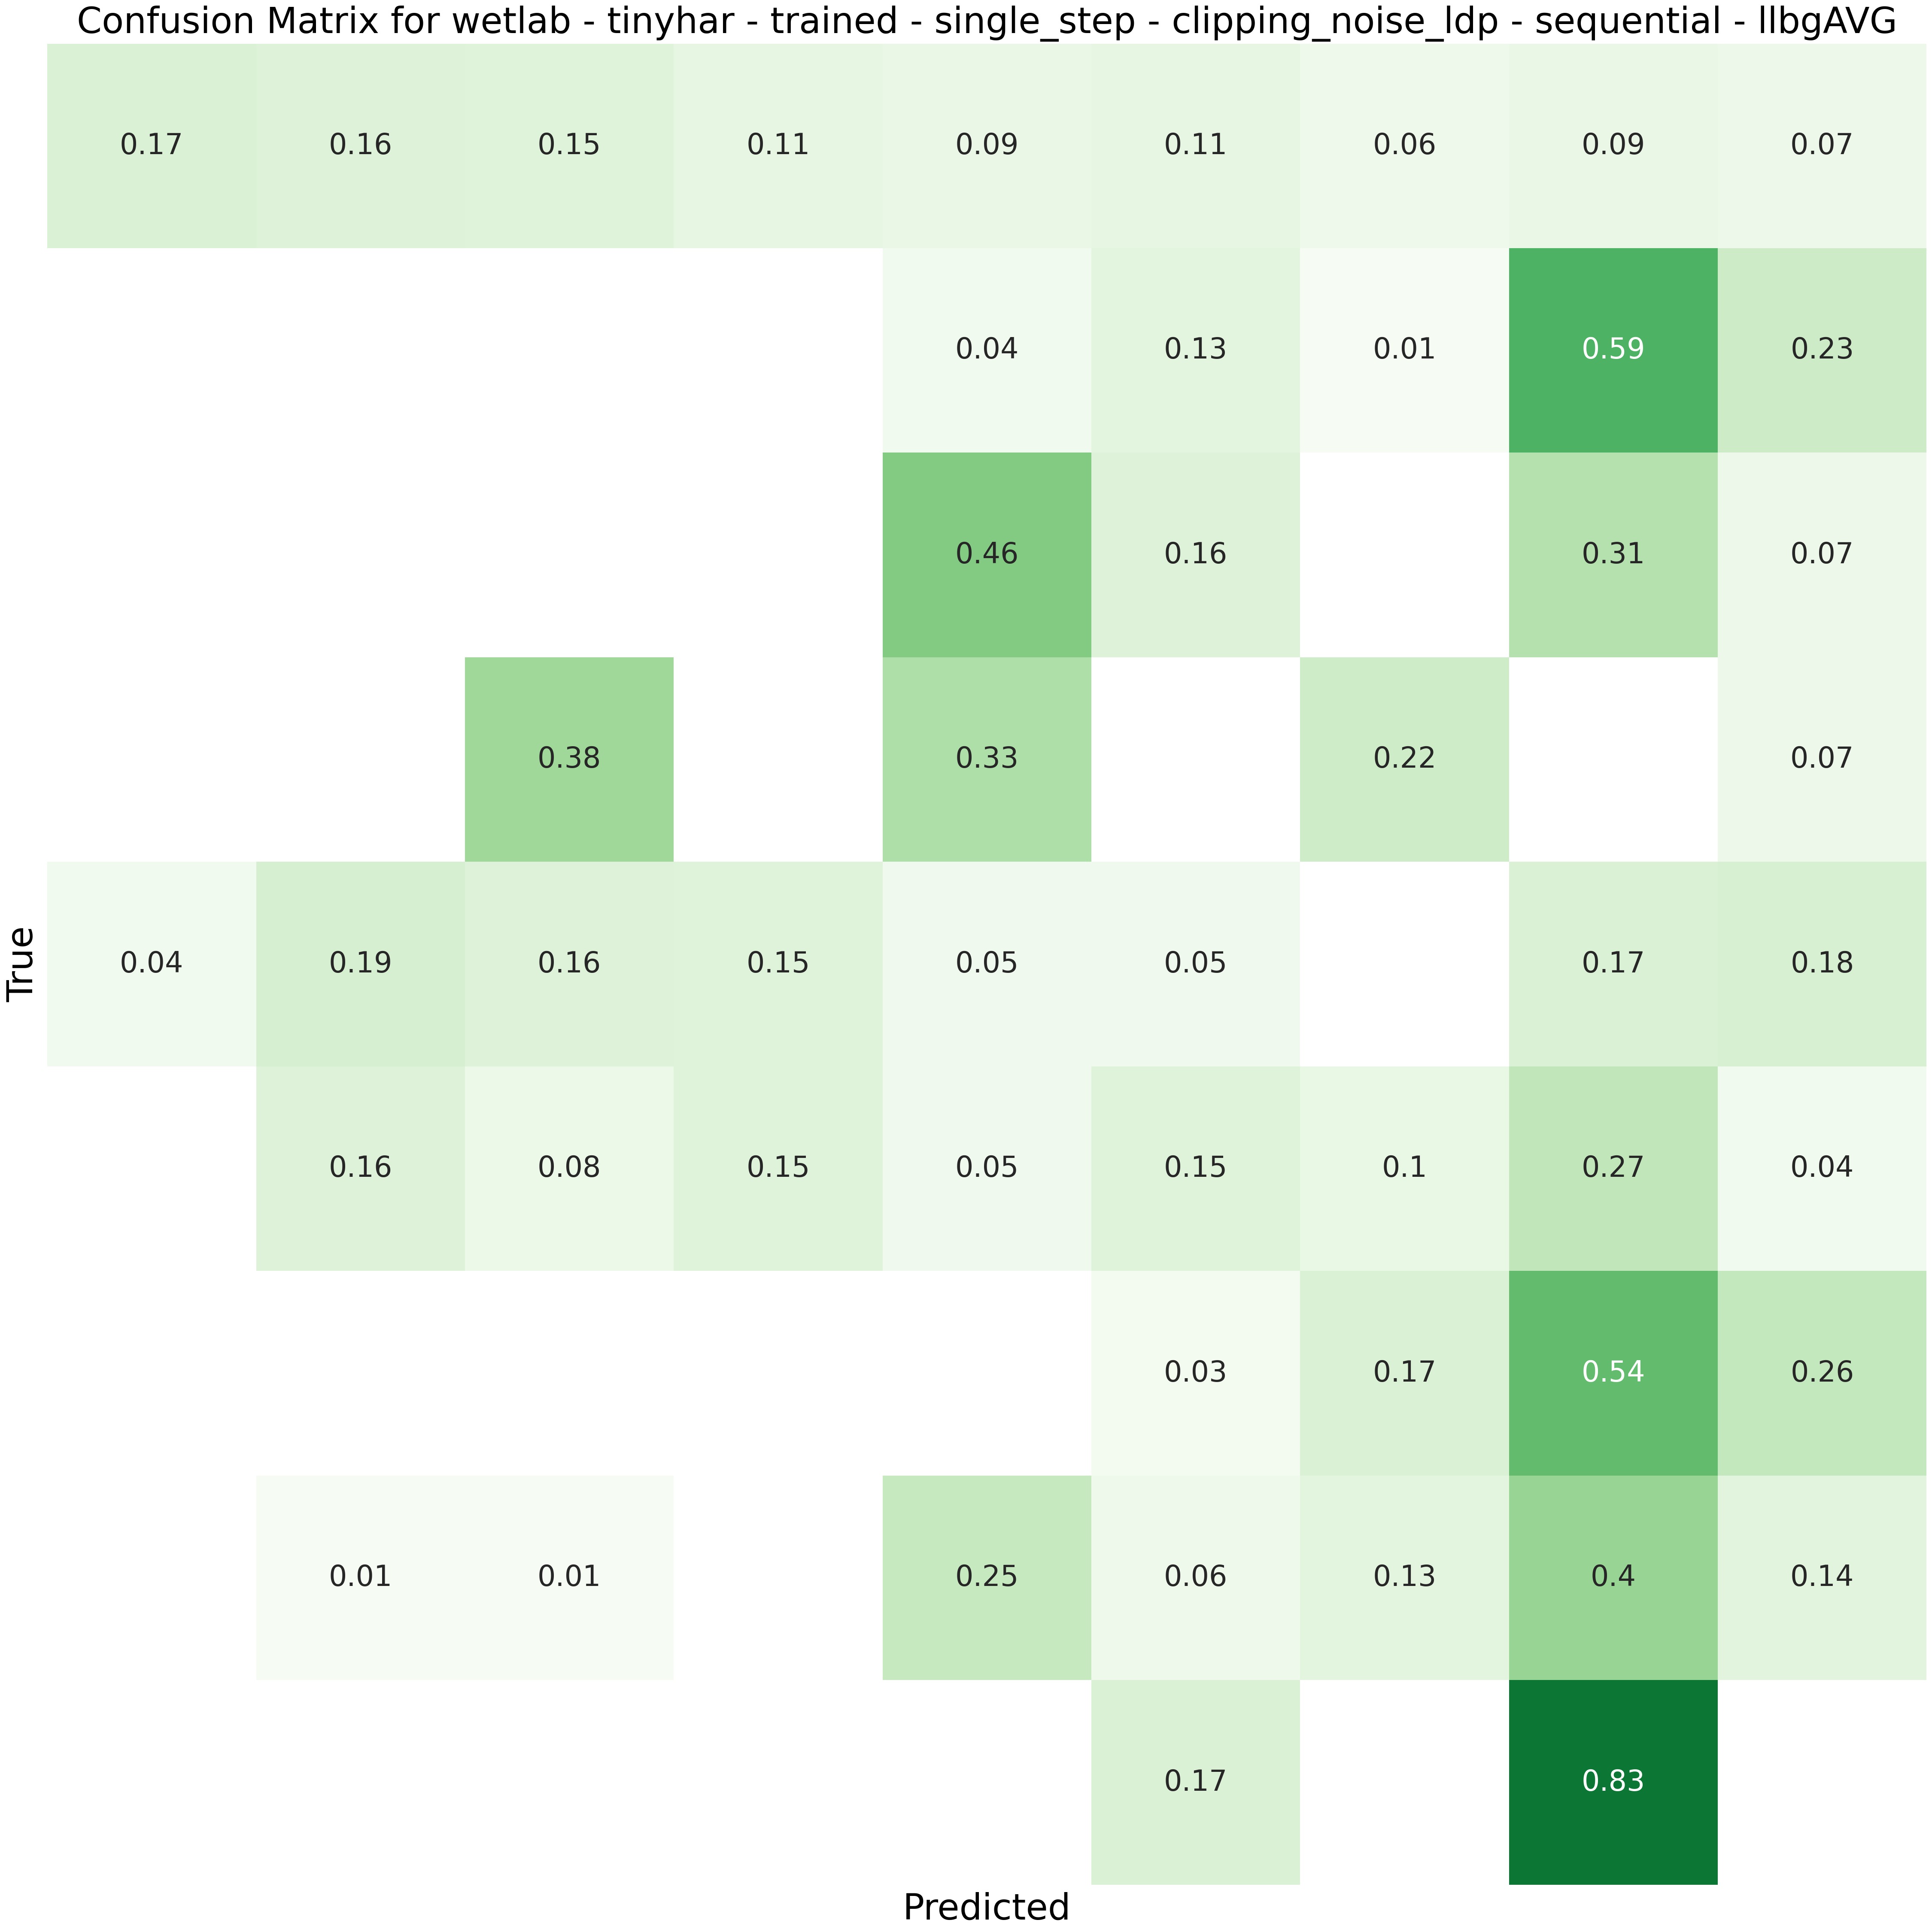 Confusion Matrix for wetlab - tinyhar - trained - single_step - clipping_noise_ldp - sequential - llbgAVG
0.17 0.16 0.15 0.11 0.09 0.11 0.06 0.09 0.07
0.04 0.13 0.01 0.59 0.23
0.46 0.16 0.31 0.07
0.38 0.33 0.22 0.07
0.04 0.19 0.16 0.15 0.05 0.05 0.17 0.18
0.16 0.08 0.15 0.05 0.15 0.1 0.27 0.04
0.03 0.17 0.54 0.26
0.01 0.01 0.25 0.06 0.13 0.4 0.14
0.17 0.83
True
Predicted